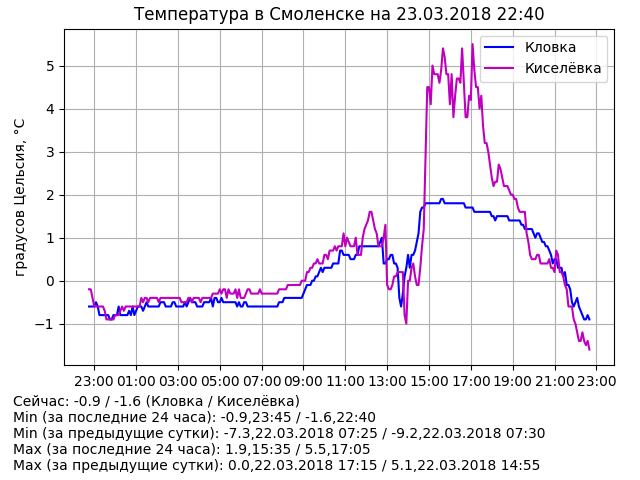 Температура в Смоленске на 23.03.2018 22:40
Кловка
Киселёвка
градусов Цельсия, °C
5
4
3
2
1
0
−1
23:00 01:00 03:00 05:00 07:00 09:00 11:00 13:00 15:00 17:00 19:00 21:00 23:00
Сейчас: -0.9 / -1.6 (Кловка / Киселёвка)
Min (за последние 24 часа): -0.9,23:45 / -1.6,22:40
Min (за предыдущие сутки): -7.3,22.03.2018 07:25 / -9.2,22.03.2018 07:30
Max (за последние 24 часа): 1.9,15:35 / 5.5,17:05
Max (за предыдущие сутки): 0.0,22.03.2018 17:15 / 5.1,22.03.2018 14:55